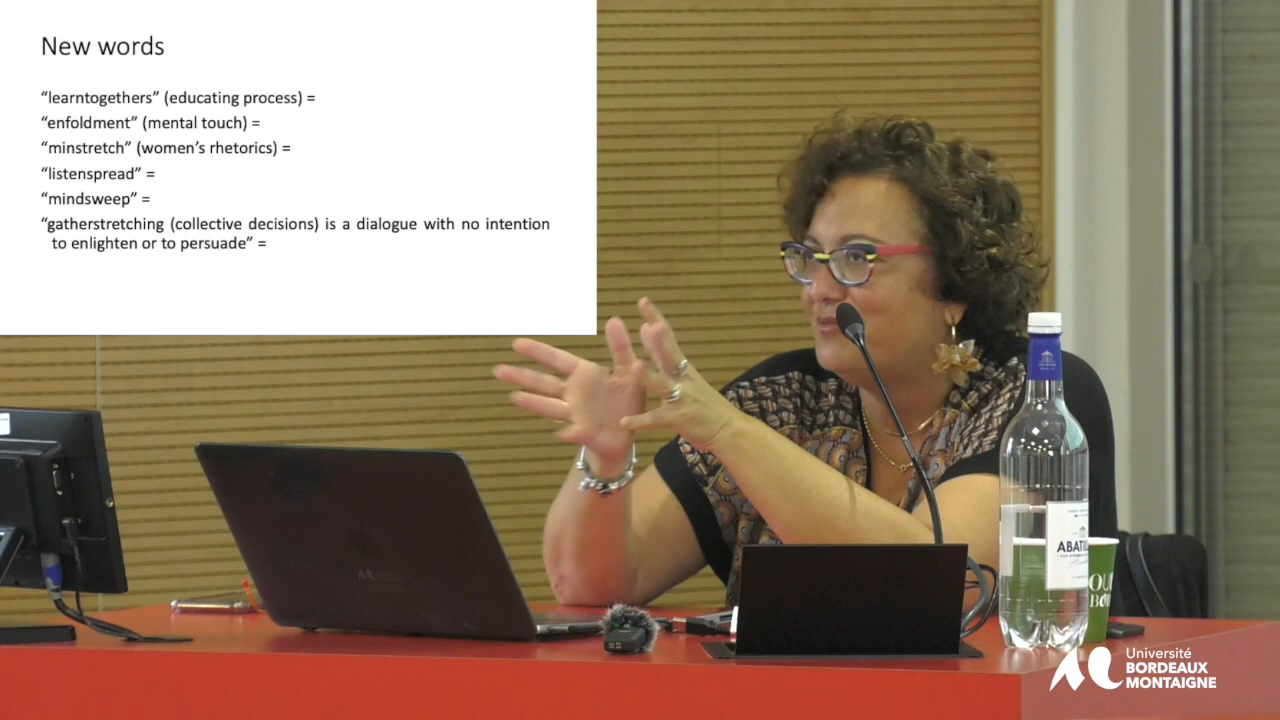 New words
“learntogethers” (educating process) =
“enfoldment” (mental touch) =
“minstretch” (women’s rhetorics) =
“listenspread” =
“mindsweep” =
“gatherstretching (collective decisions) is a dialogue with no intention
to enlighten or to persuade” =
Université
BORDEAUX
MONTAIGNE